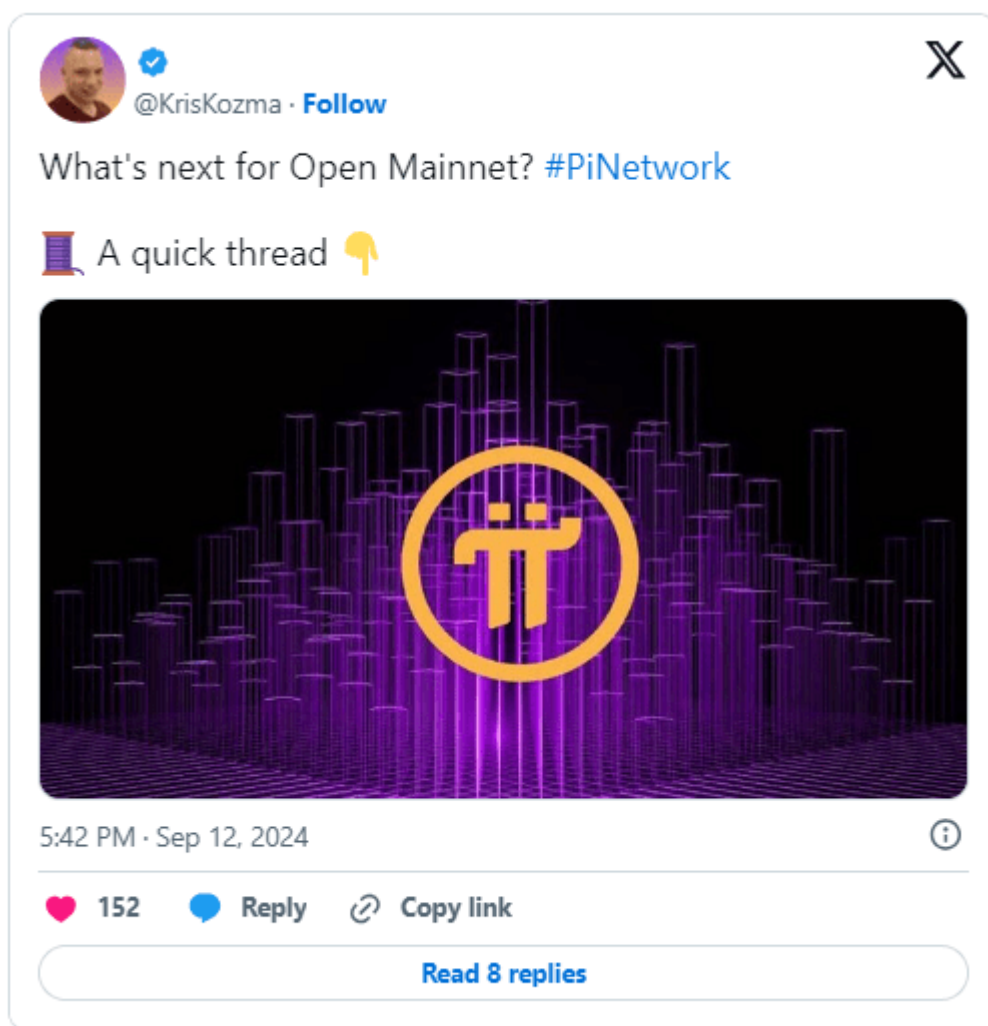 @KrisKozma · Follow
What's next for Open Mainnet? #PiNetwork
🧵 A quick thread 👇
5:42 PM · Sep 12, 2024
152 Reply Copy link
Read 8 replies